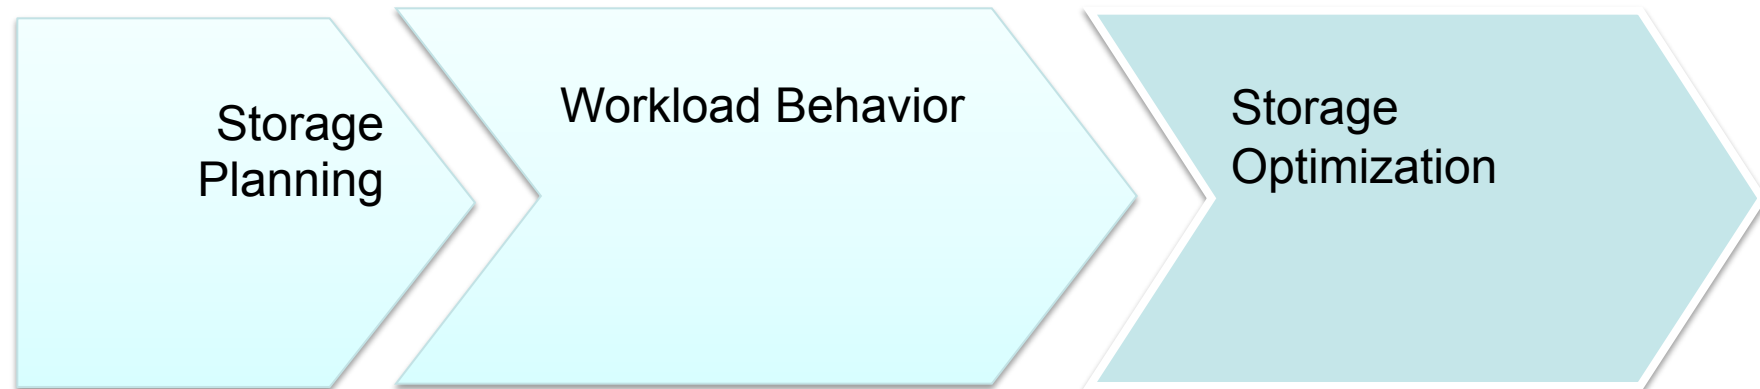 Storage
Planning
Workload Behavior
Storage
Optimization